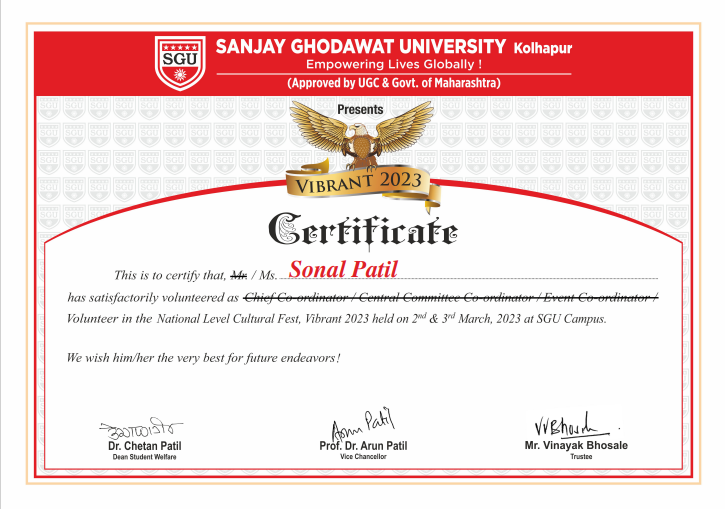 SGU
SANJAY GHODAWAT UNIVERSITY Kolhapur
Empowering Lives Globally !
(Approved by UGC & Govt. of Maharashtra)
Presents
VIBRANT 2023
Certificate
This is to certify that, Mr. / Ms. Sonal Patil
has satisfactorily volunteered as Chief Co-ordinator / Central Committee Co-ordinator / Event Co-ordinator /
Volunteer in the National Level Cultural Fest, Vibrant 2023 held on 2nd & 3rd March, 2023 at SGU Campus.
We wish him/her the very best for future endeavors!
Arun Patil
VVBhosale
Dr. Chetan Patil
Prof. Dr. Arun Patil
Mr. Vinayak Bhosale
Dean Student Welfare
Vice Chancellor
Trustee